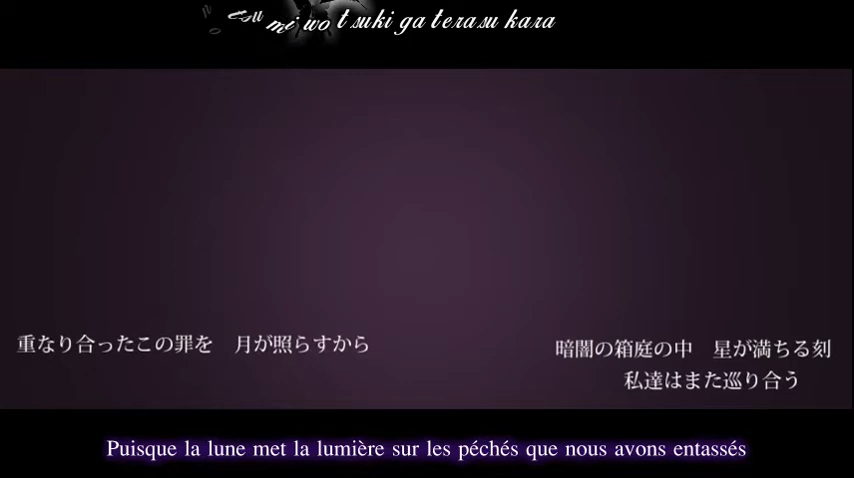 mi wo tsuki ga terasu kara
重なり合ったこの罪を　月が照らすから
暗闇の箱庭の中　星が満ちる刻
私達はまた巡り合う
Puisque la lune met la lumière sur les péchés que nous avons entassés